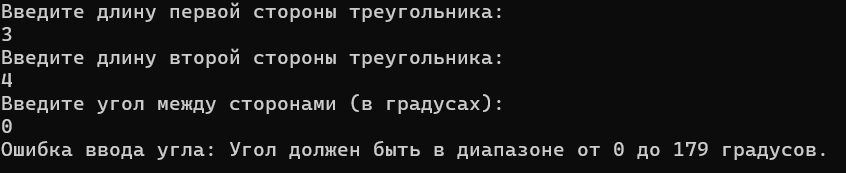 Введите длину первой стороны треугольника:
3
Введите длину второй стороны треугольника:
4
Введите угол между сторонами (в градусах):
0
Ошибка ввода угла: Угол должен быть в диапазоне от 0 до 179 градусов.